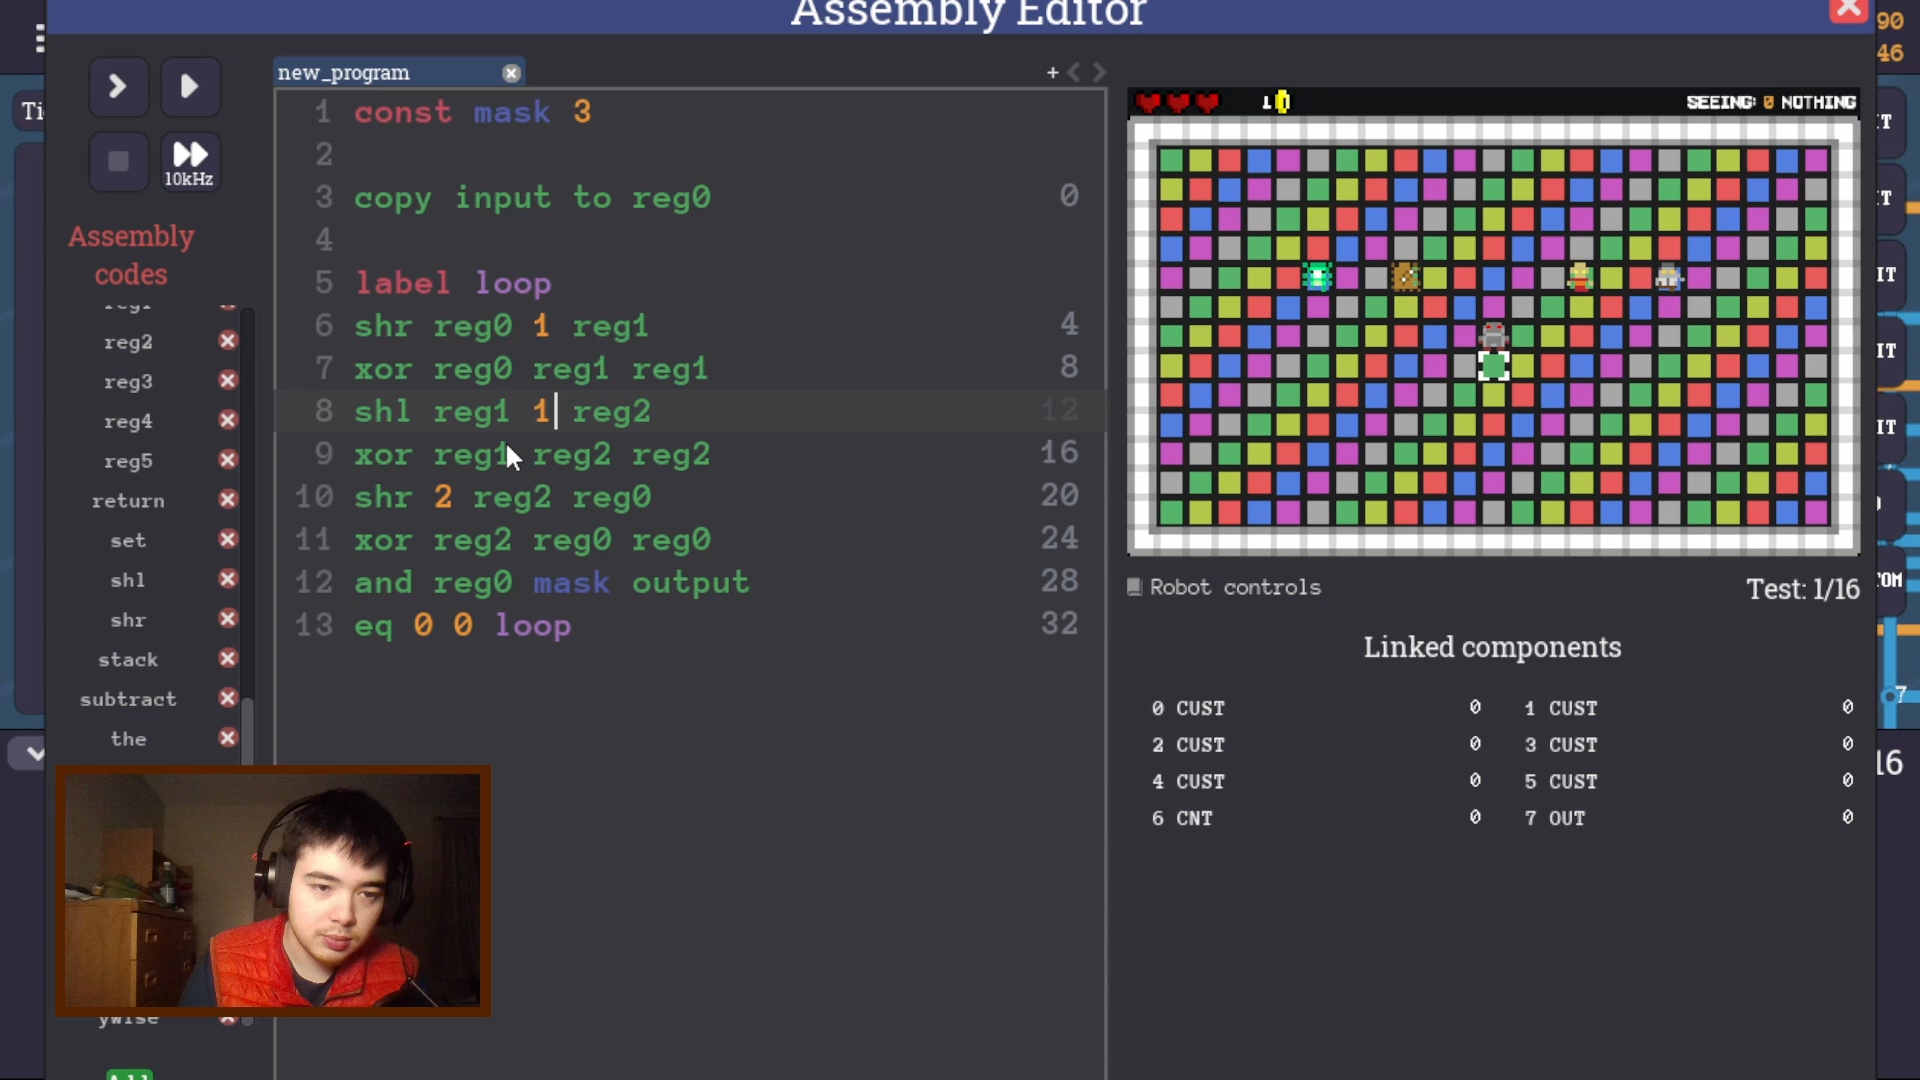 Assembly Editor
90
46
new_program
+
10kHz
Assembly
codes
reg2
reg3
reg4
reg5
return
set
shl
shr
stack
subtract
the
ywise
1 const mask 3
2
3 copy input to reg0 0
4
5 label loop
6 shr reg0 1 reg1 4
7 xor reg0 reg1 reg1 8
8 shl reg1 1 reg2 12
9 xor reg1 reg2 reg2 16
10 shr 2 reg2 reg0 20
11 xor reg2 reg0 reg0 24
12 and reg0 mask output 28
13 eq 0 0 loop 32
1
SEEING: 0 NOTHING
Robot controls
Test: 1/16
Linked components
0 CUST 0 1 CUST 0
2 CUST 0 3 CUST 0
4 CUST 0 5 CUST 0
6 CNT 0 7 OUT 0
7
16